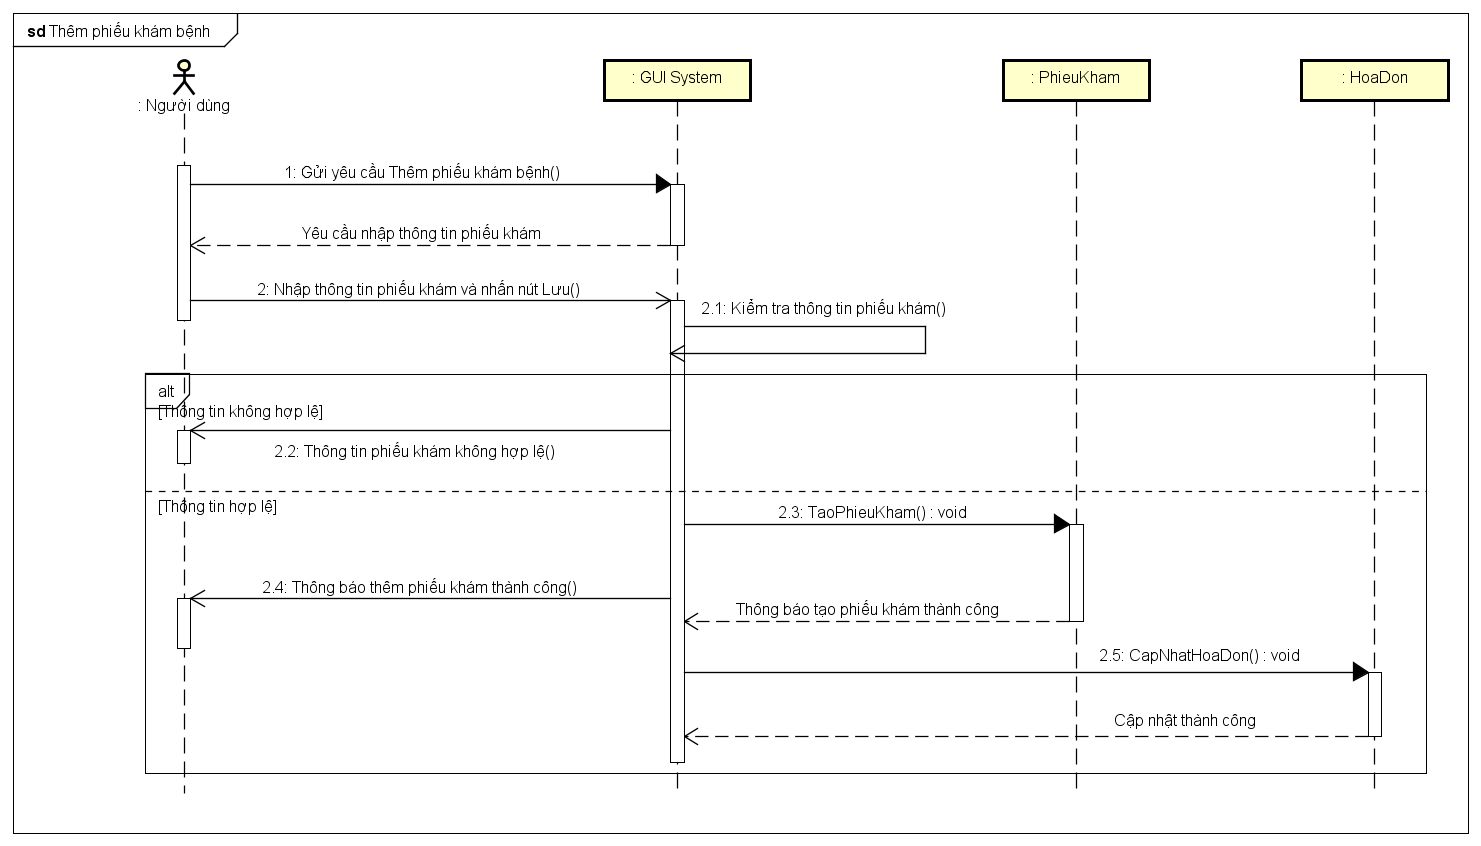 sd Thêm phiếu khám bệnh
: Người dùng
: GUI System
: PhieuKham
: HoaDon
1: Gửi yêu cầu Thêm phiếu khám bệnh()
Yêu cầu nhập thông tin phiếu khám
2: Nhập thông tin phiếu khám và nhấn nút Lưu()
2.1: Kiểm tra thông tin phiếu khám()
alt
[Thông tin không hợp lệ]
2.2: Thông tin phiếu khám không hợp lệ()
[Thông tin hợp lệ]
2.3: TaoPhieuKham() : void
2.4: Thông báo thêm phiếu khám thành công()
Thông báo tạo phiếu khám thành công
2.5: CapNhatHoaDon() : void
Cập nhật thành công